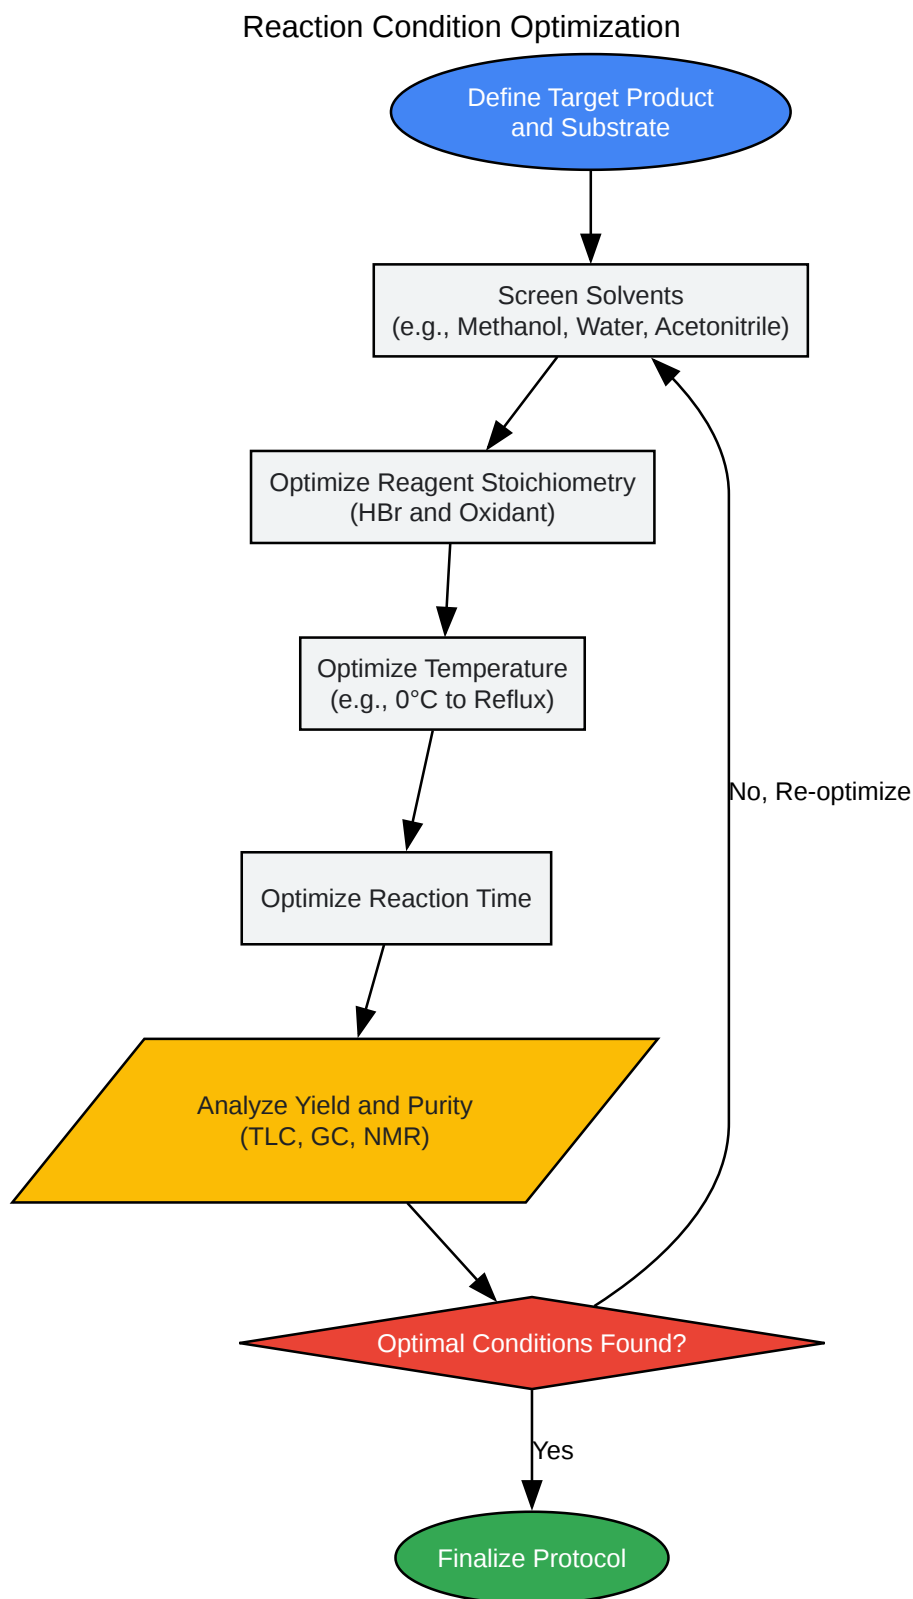 Reaction Condition Optimization
Define Target Product
and Substrate
Screen Solvents
(e.g., Methanol, Water, Acetonitrile)
Optimize Reagent Stoichiometry
(HBr and Oxidant)
Optimize Temperature
(e.g., 0°C to Reflux)
No, Re-optimize
Optimize Reaction Time
Analyze Yield and Purity
(TLC, GC, NMR)
Optimal Conditions Found?
Yes
Finalize Protocol